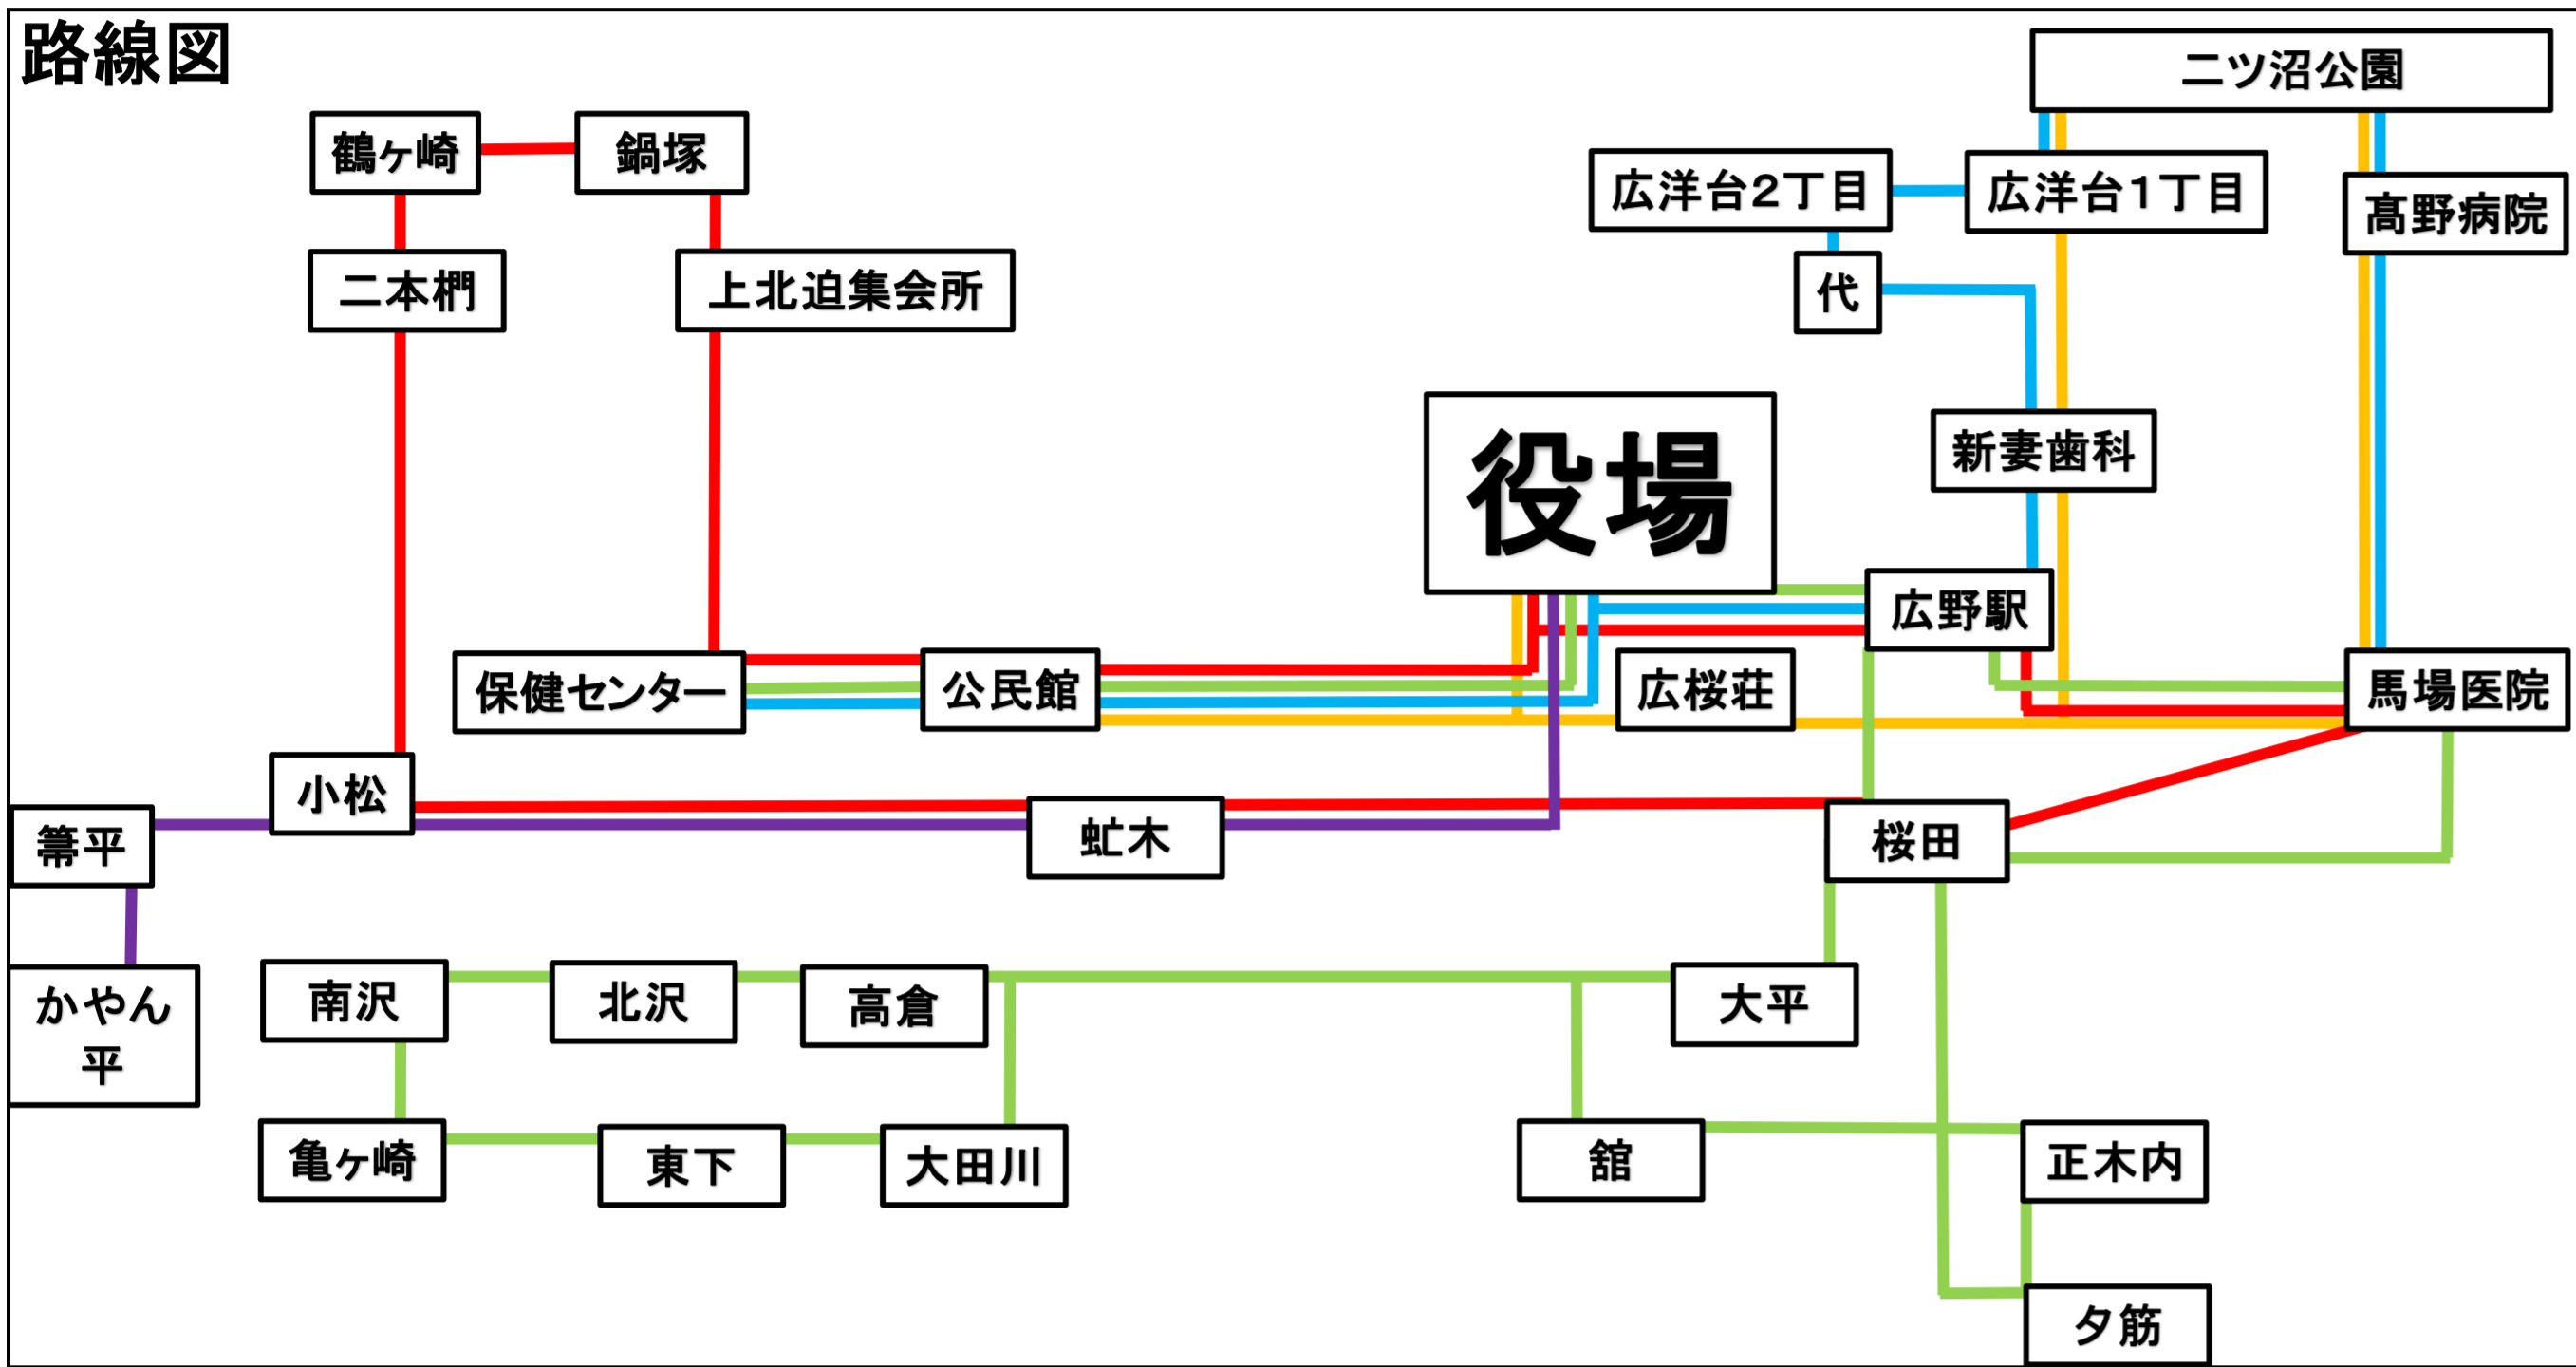 路線図
二ツ沼公園
鶴ヶ崎
鍋塚
広洋台2丁目
広洋台1丁目
髙野病院
二本椚
上北迫集会所
代
役場
新妻歯科
広野駅
保健センター
公民館
広桜荘
馬場医院
小松
箒平
虻木
桜田
かやん
平
南沢
北沢
高倉
大平
亀ヶ崎
東下
大田川
舘
正木内
夕筋